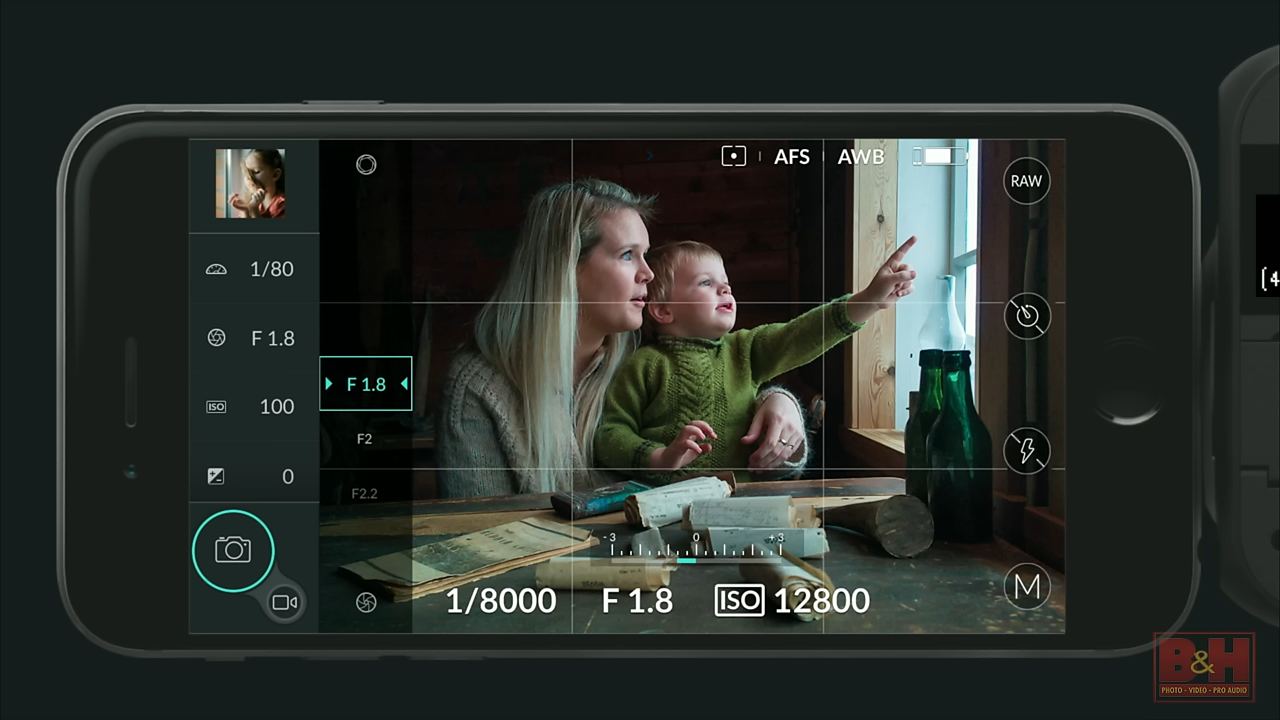 AFS
AWB
RAW
1/80
F 1.8
ISO
100
0
F 1.8
F2
F2.2
-3 0 +3
1/8000 F 1.8 ISO 12800
M
[4
B&H
PHOTO - VIDEO - PRO AUDIO